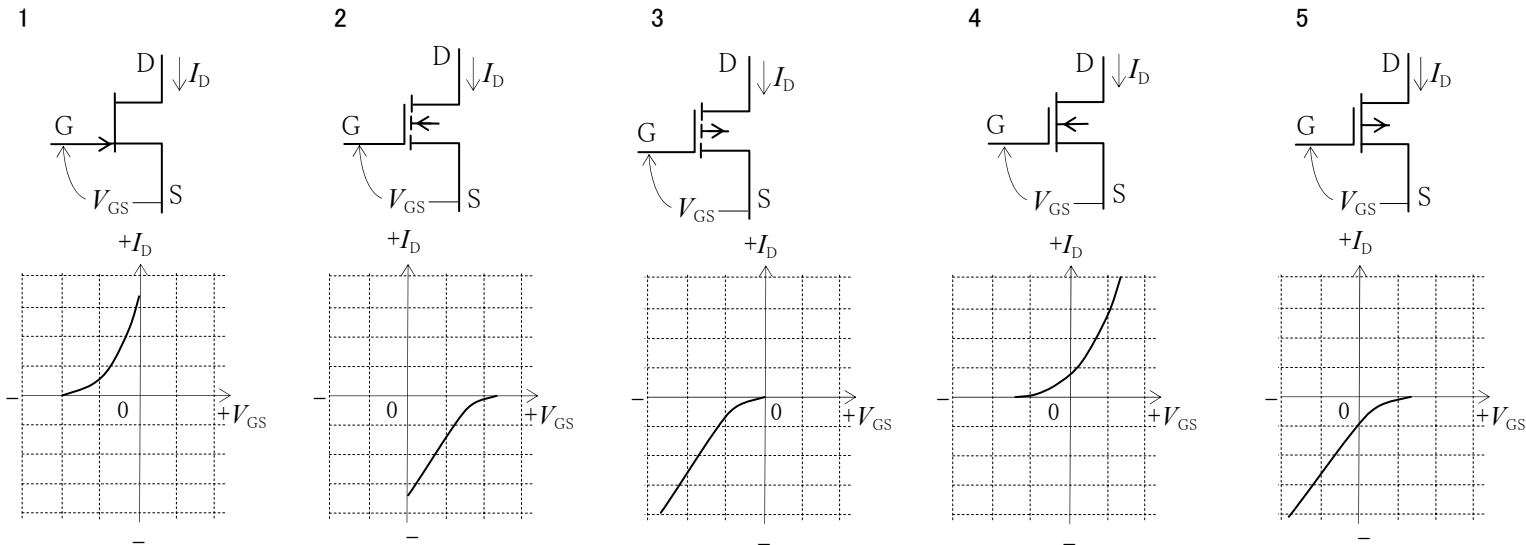 1 2 3 4 5
D I_D D I_D D I_D D I_D D I_D
G G G G G
V_GS S V_GS S V_GS S V_GS S V_GS S
+I_D +I_D +I_D +I_D +I_D
− 0 +V_GS − 0 +V_GS − 0 +V_GS − 0 +V_GS − 0 +V_GS
− − − − −